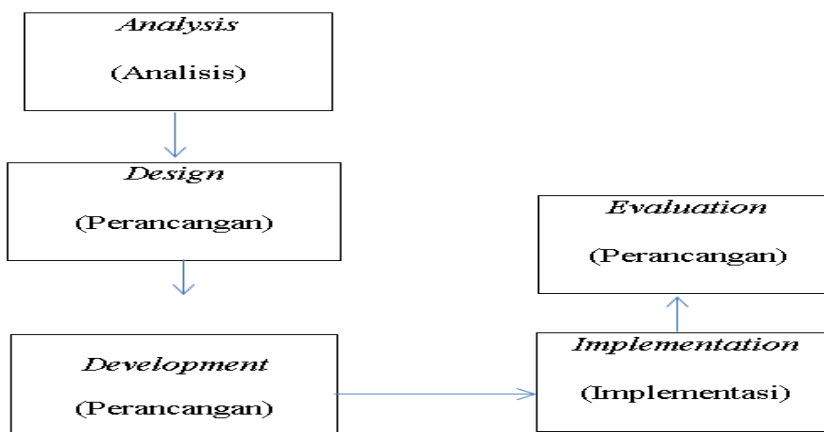 Analysis
(Analisis)
Design
(Perancangan)
Development
(Perancangan)
Implementation
(Implementasi)
Evaluation
(Perancangan)